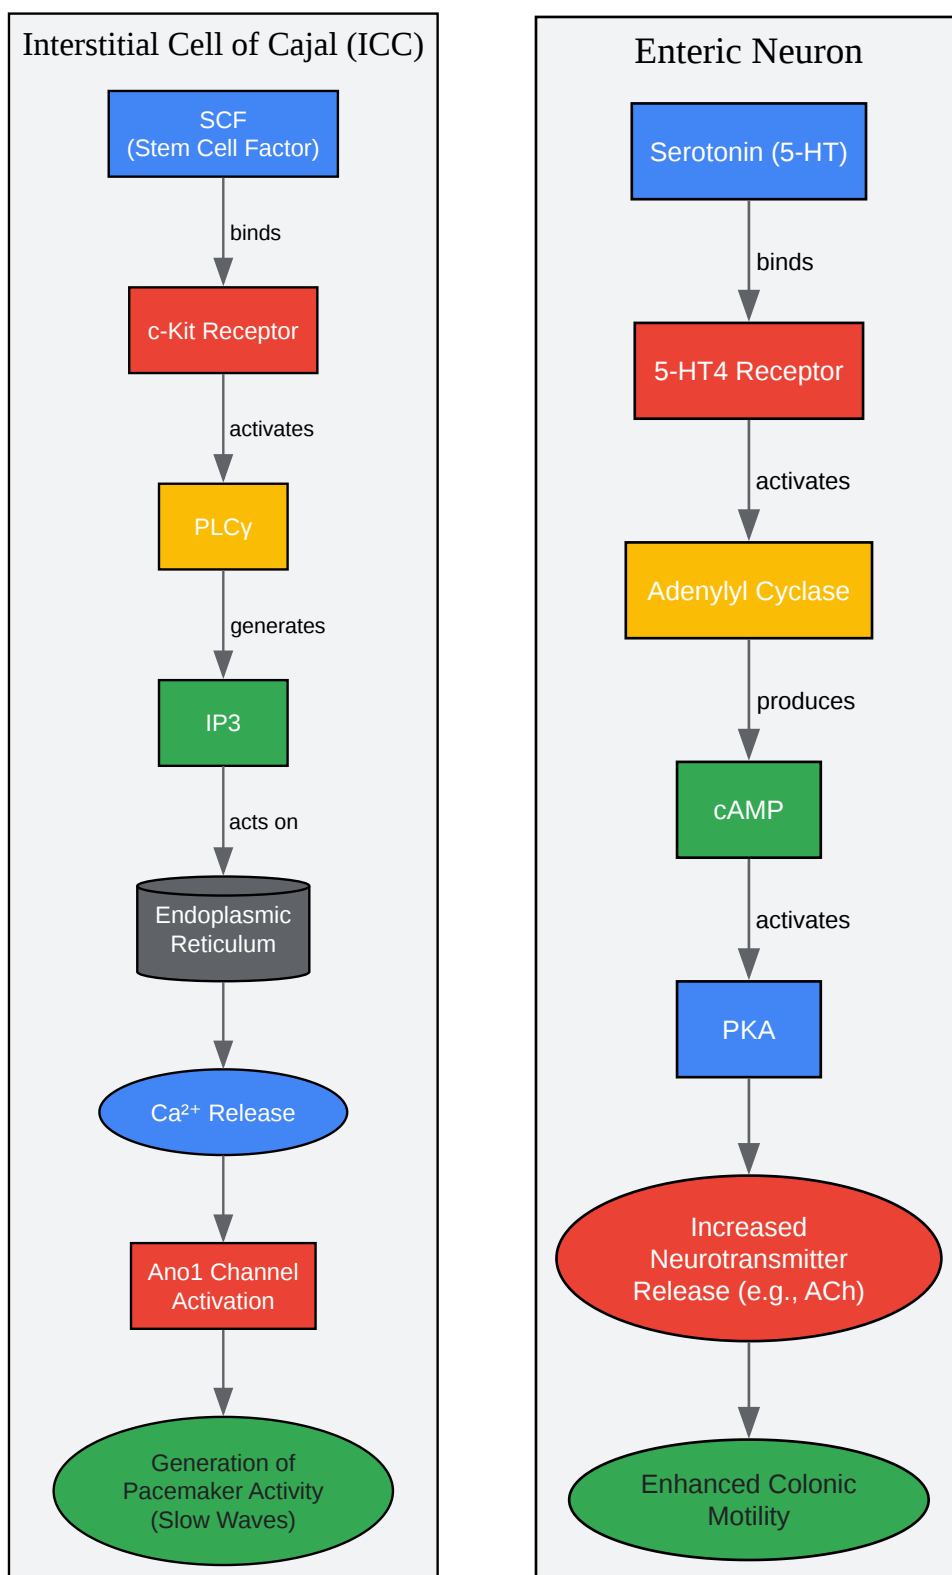 Interstitial Cell of Cajal (ICC)
SCF
(Stem Cell Factor)
binds
c-Kit Receptor
activates
PLCγ
generates
IP3
acts on
Endoplasmic
Reticulum
Ca²⁺ Release
Ano1 Channel
Activation
Generation of
Pacemaker Activity
(Slow Waves)
Enteric Neuron
Serotonin (5-HT)
binds
5-HT4 Receptor
activates
Adenylyl Cyclase
produces
cAMP
activates
PKA
Increased
Neurotransmitter
Release (e.g., ACh)
Enhanced Colonic
Motility